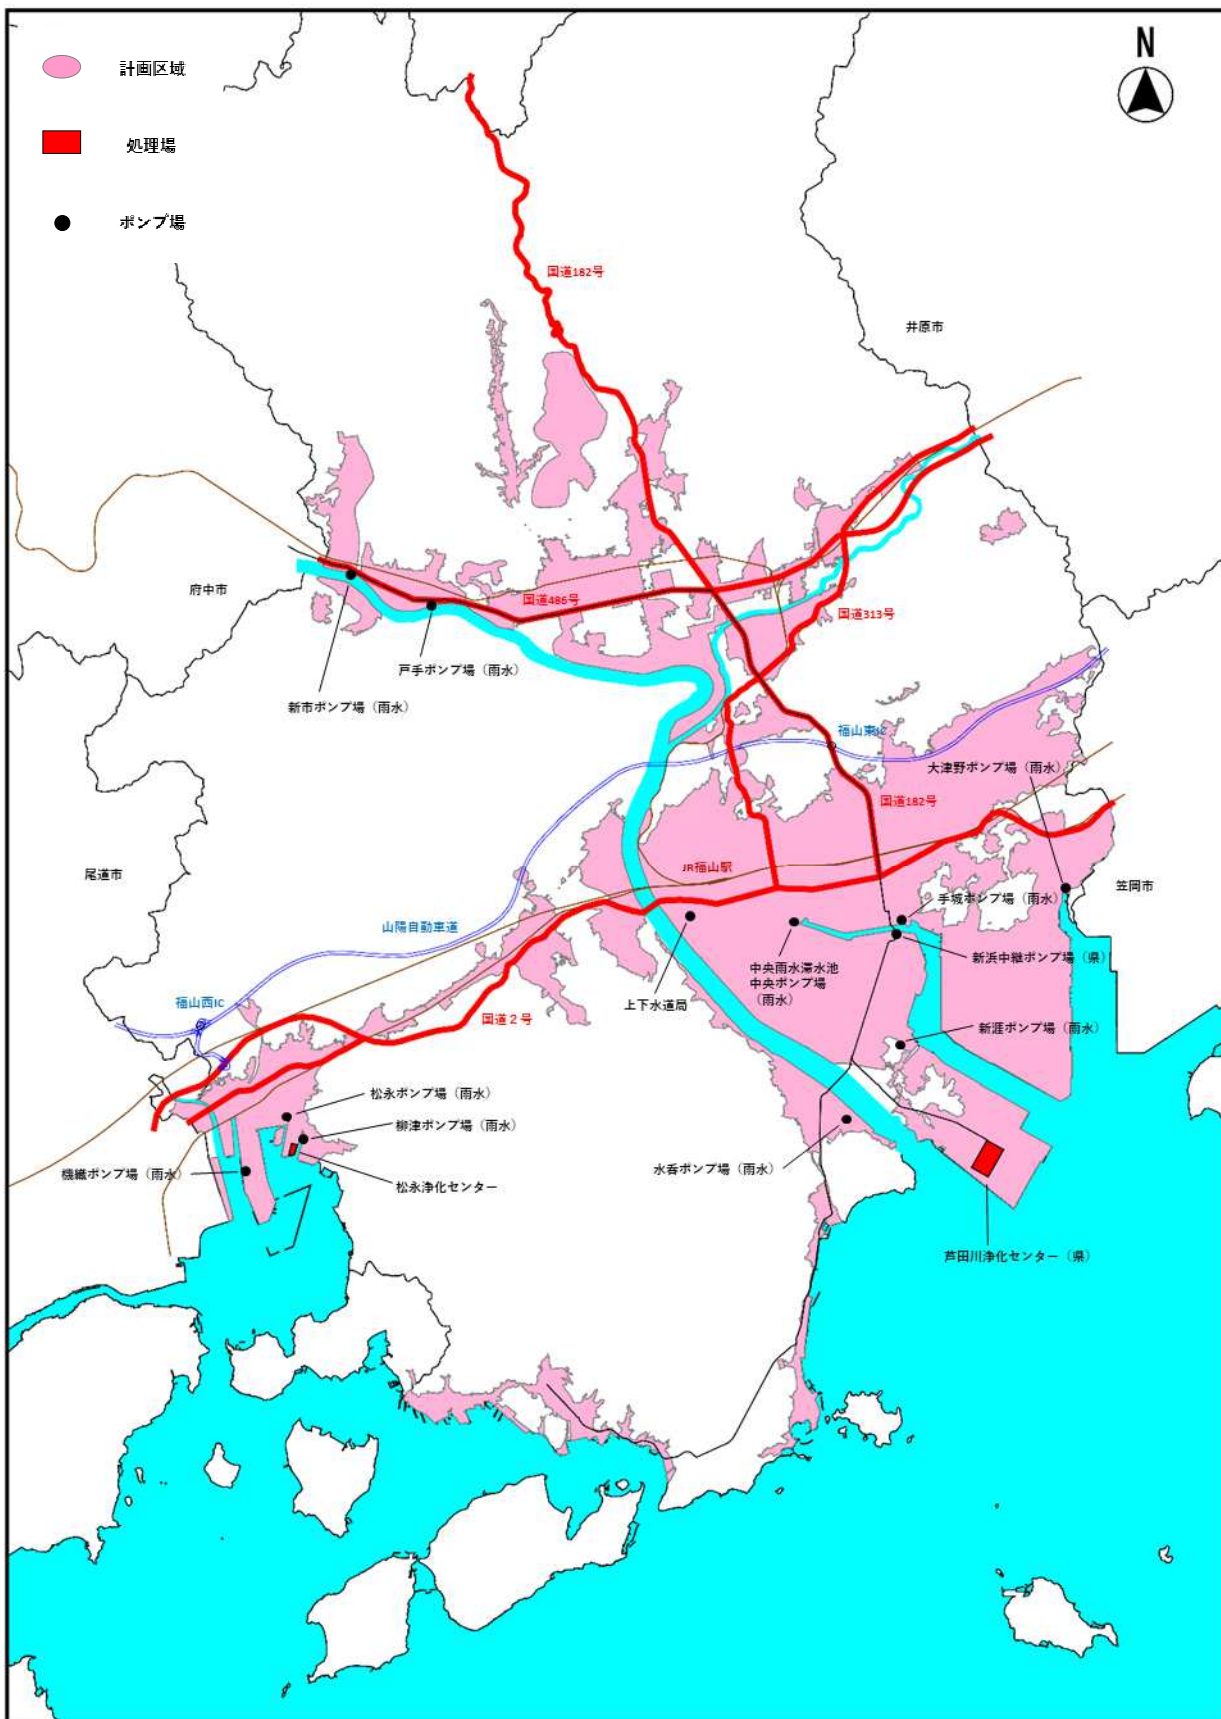 N
計画区域
処理場
ポンプ場
国道182号
井原市
府中市
国道486号
国道313号
戸手ポンプ場（雨水）
新市ポンプ場（雨水）
福山東IC
大津野ポンプ場（雨水）
国道182号
JR福山駅
尾道市
笠岡市
手城ポンプ場（雨水）
山陽自動車道
新浜中継ポンプ場（県）
中央雨水滞水池
中央ポンプ場
（雨水）
福山西IC
上下水道局
国道２号
新涯ポンプ場（雨水）
松永ポンプ場（雨水）
柳津ポンプ場（雨水）
機織ポンプ場（雨水）
水呑ポンプ場（雨水）
松永浄化センター
芦田川浄化センター（県）